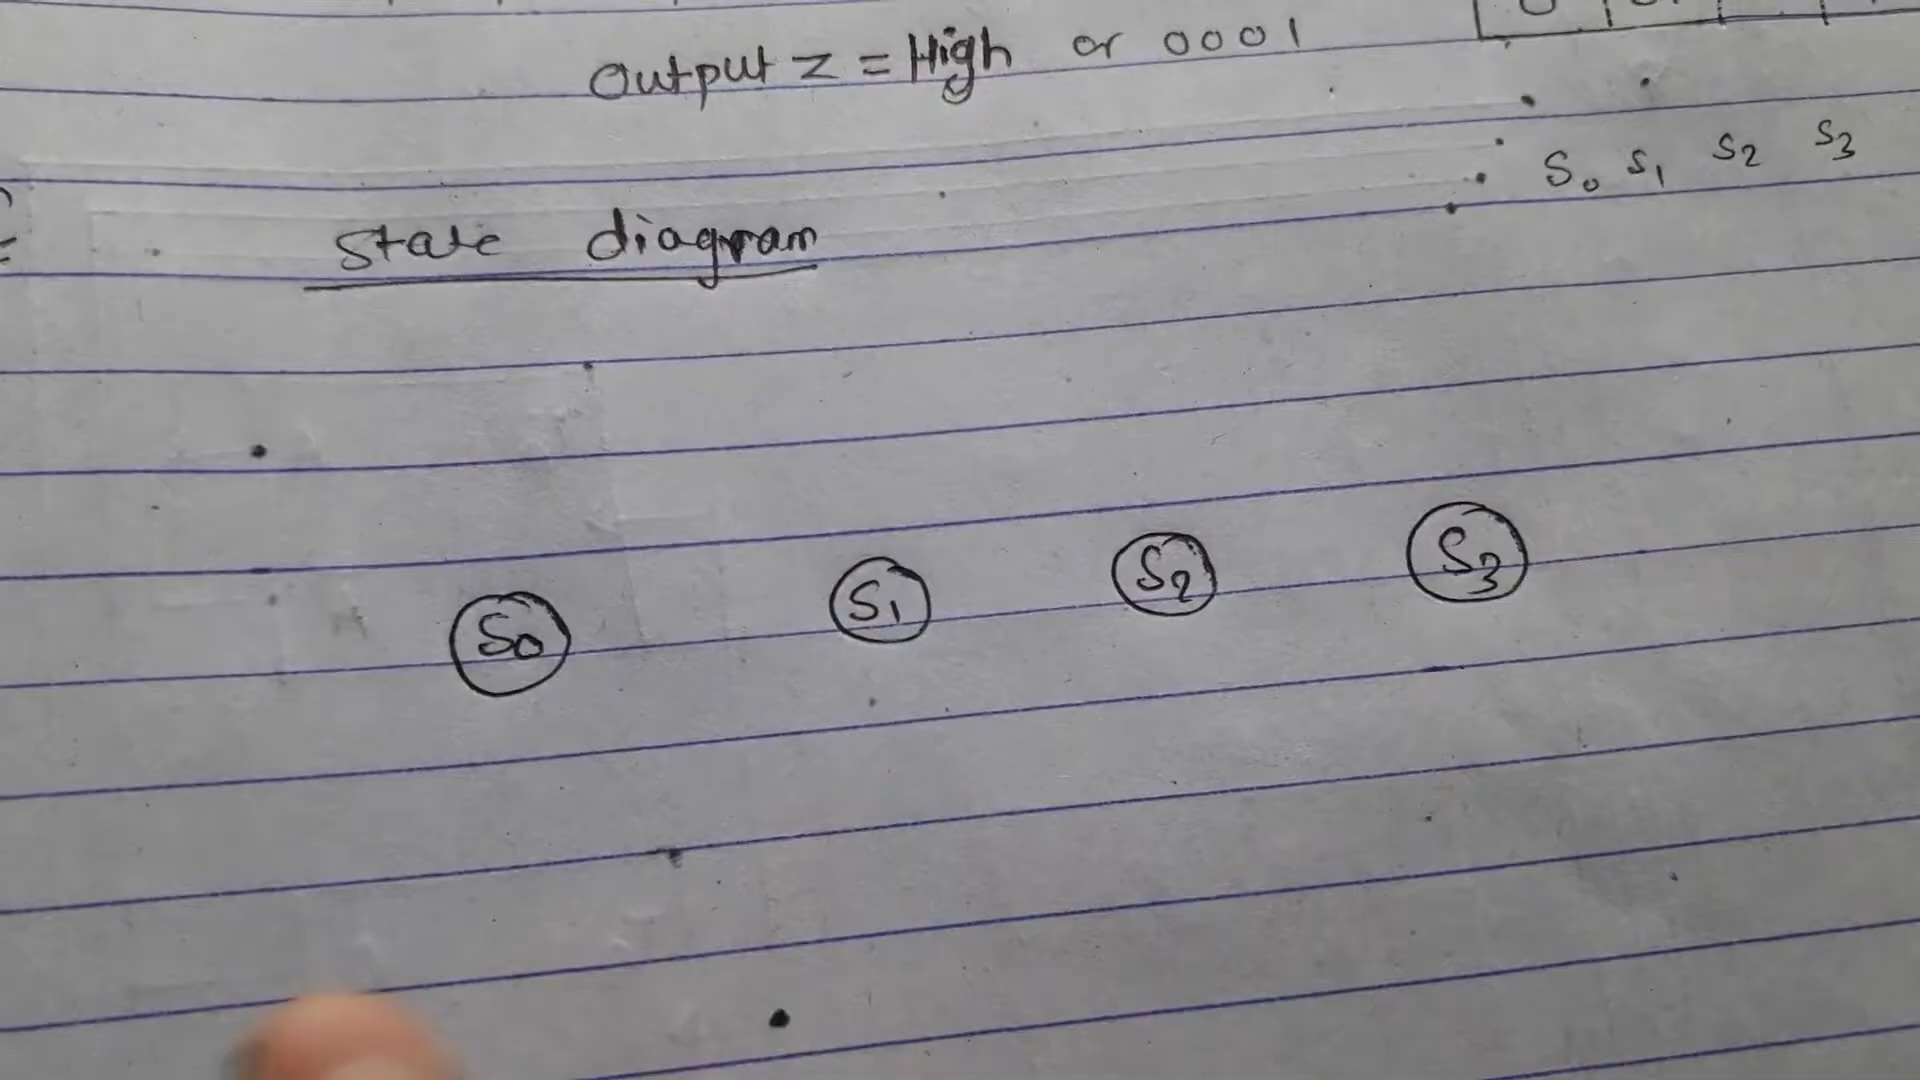 Output Z = High or 0001
S0 S1 S2 S3
State diagram
S0 S1 S2 S3